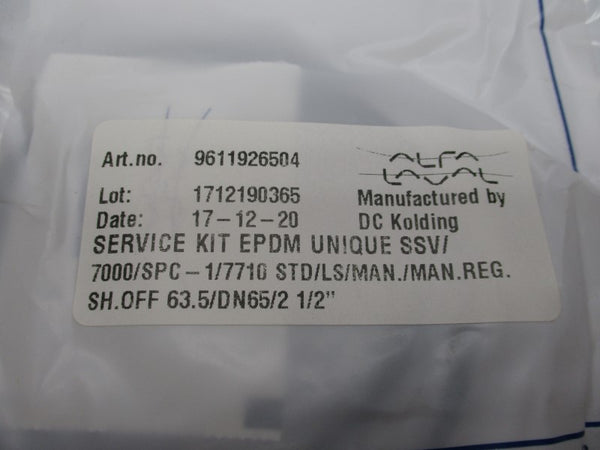 Art.no. 9611926504
ALFA
LAVAL
Lot: 1712190365
Manufactured by
Date: 17-12-20
DC Kolding
SERVICE KIT EPDM UNIQUE SSV/
7000/SPC-1/7710 STD/LS/MAN./MAN.REG.
SH.OFF 63.5/DN65/2 1/2"